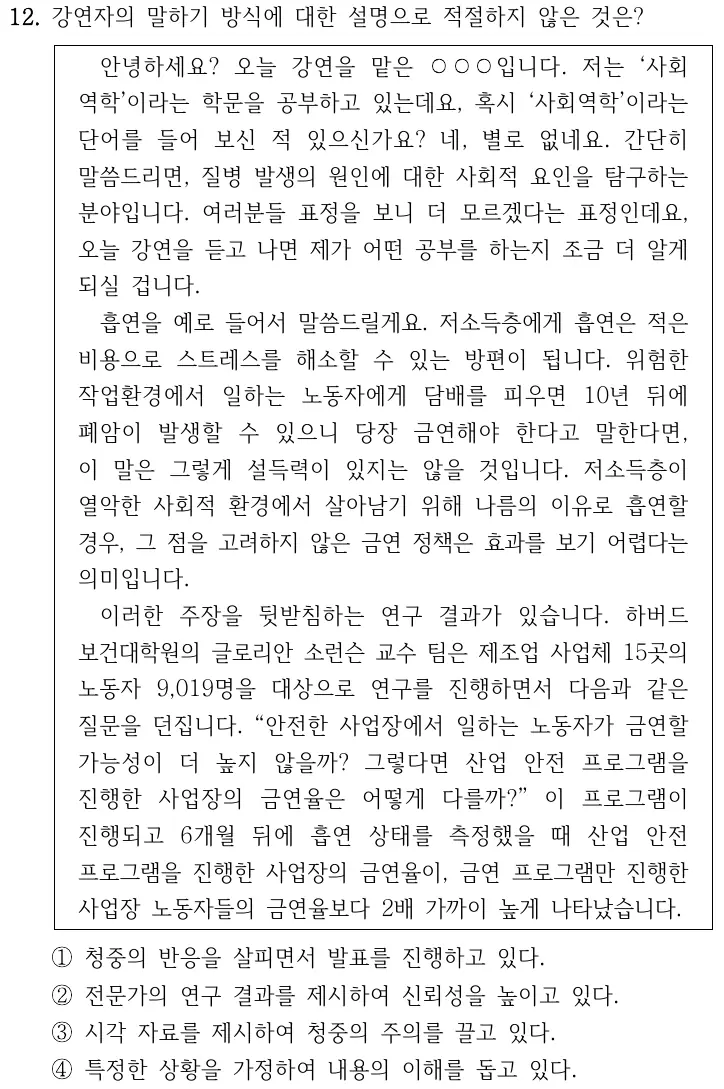 12. 강연자의 말하기 방식에 대한 설명으로 적절하지 않은 것은?
안녕하세요? 오늘 강연을 맡은 ○○○입니다. 저는 ‘사회
역학’이라는 학문을 공부하고 있는데요, 혹시 ‘사회역학’이라는
단어를 들어 보신 적 있으신가요? 네, 별로 없네요. 간단히
말씀드리면, 질병 발생의 원인에 대한 사회적 요인을 탐구하는
분야입니다. 여러분들 표정을 보니 더 모르겠다는 표정인데요,
오늘 강연을 듣고 나면 제가 어떤 공부를 하는지 조금 더 알게
되실 겁니다.
흡연을 예로 들어서 말씀드릴게요. 저소득층에게 흡연은 적은
비용으로 스트레스를 해소할 수 있는 방편이 됩니다. 위험한
작업환경에서 일하는 노동자에게 담배를 피우면 10년 뒤에
폐암이 발생할 수 있으니 당장 금연해야 한다고 말한다면,
이 말은 그렇게 설득력이 있지는 않을 것입니다. 저소득층이
열악한 사회적 환경에서 살아남기 위해 나름의 이유로 흡연할
경우, 그 점을 고려하지 않은 금연 정책은 효과를 보기 어렵다는
의미입니다.
이러한 주장을 뒷받침하는 연구 결과가 있습니다. 하버드
보건대학원의 글로리안 소런슨 교수 팀은 제조업 사업체 15곳의
노동자 9,019명을 대상으로 연구를 진행하면서 다음과 같은
질문을 던집니다. “안전한 사업장에서 일하는 노동자가 금연할
가능성이 더 높지 않을까? 그렇다면 산업 안전 프로그램을
진행한 사업장의 금연율은 어떻게 다를까?” 이 프로그램이
진행되고 6개월 뒤에 흡연 상태를 측정했을 때 산업 안전
프로그램을 진행한 사업장의 금연율이, 금연 프로그램만 진행한
사업장 노동자들의 금연율보다 2배 가까이 높게 나타났습니다.
① 청중의 반응을 살피면서 발표를 진행하고 있다.
② 전문가의 연구 결과를 제시하여 신뢰성을 높이고 있다.
③ 시각 자료를 제시하여 청중의 주의를 끌고 있다.
④ 특정한 상황을 가정하여 내용의 이해를 돕고 있다.